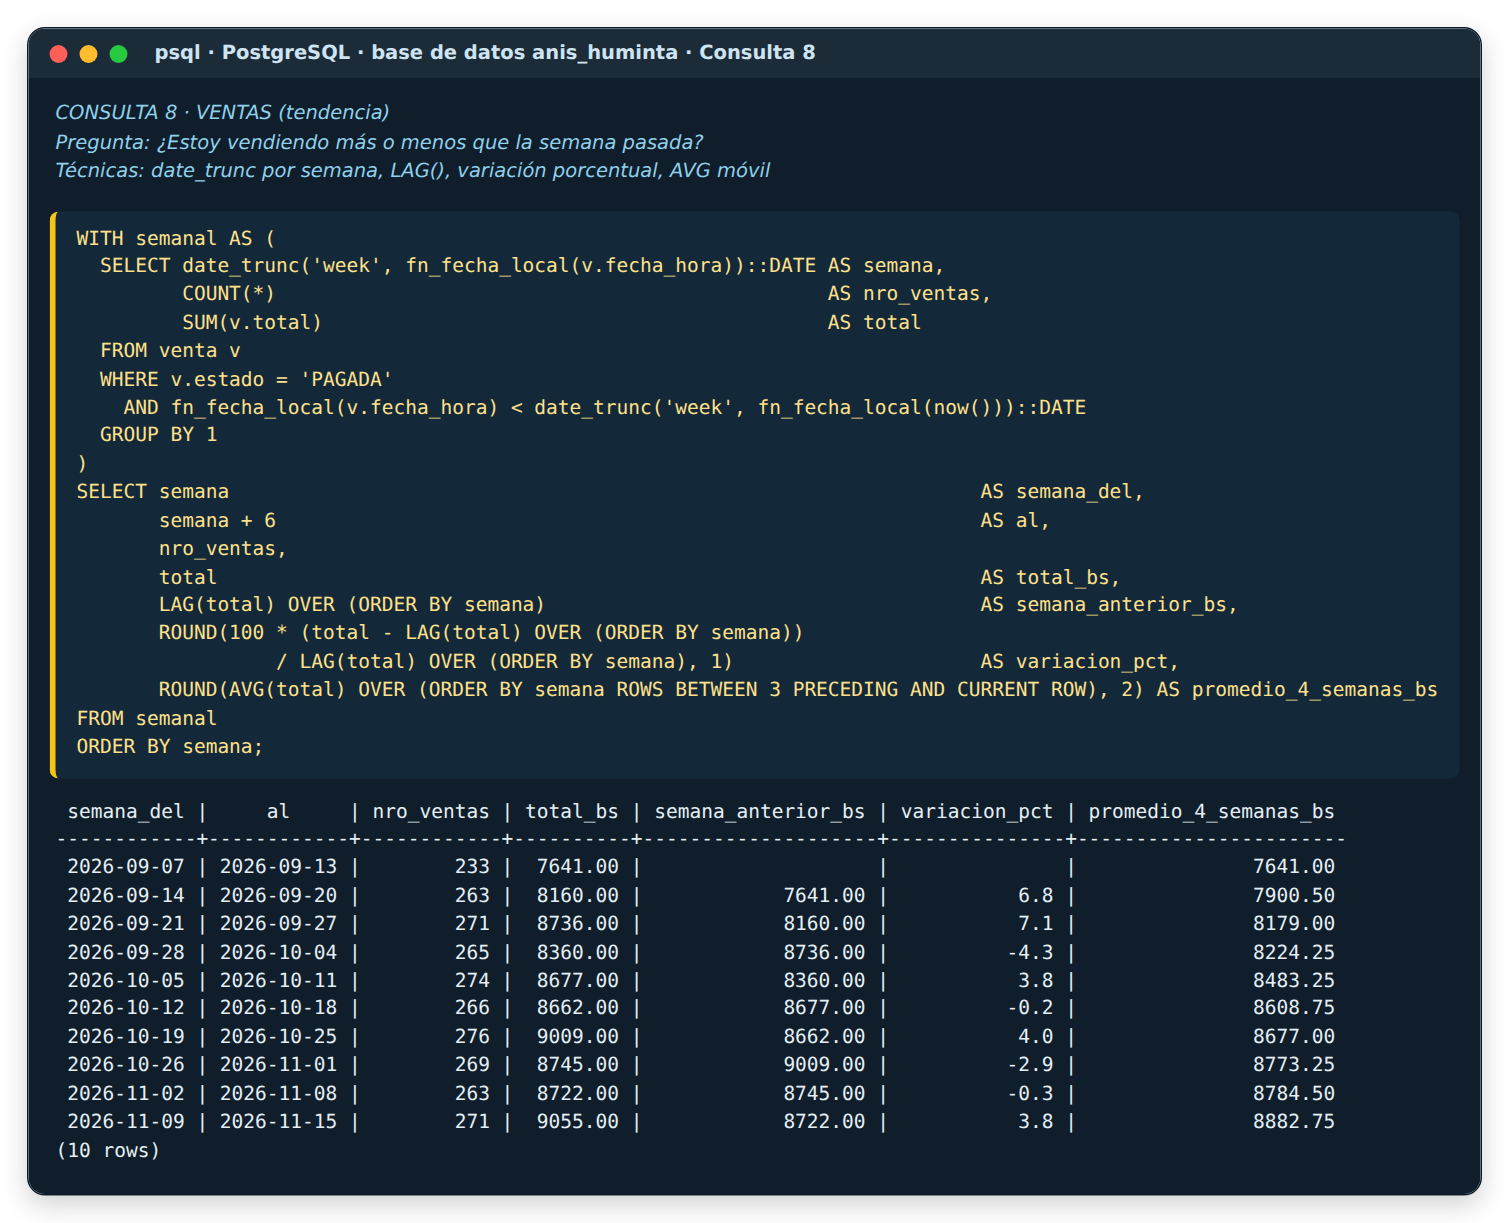 psql · PostgreSQL · base de datos anis_huminta · Consulta 8
CONSULTA 8 · VENTAS (tendencia)
Pregunta: ¿Estoy vendiendo más o menos que la semana pasada?
Técnicas: date_trunc por semana, LAG(), variación porcentual, AVG móvil
WITH semanal AS (
  SELECT date_trunc('week', fn_fecha_local(v.fecha_hora))::DATE AS semana,
         COUNT(*)                                               AS nro_ventas,
         SUM(v.total)                                           AS total
  FROM venta v
  WHERE v.estado = 'PAGADA'
    AND fn_fecha_local(v.fecha_hora) < date_trunc('week', fn_fecha_local(now()))::DATE
  GROUP BY 1
)
SELECT semana                                                                AS semana_del,
       semana + 6                                                            AS al,
       nro_ventas,
       total                                                                 AS total_bs,
       LAG(total) OVER (ORDER BY semana)                                     AS semana_anterior_bs,
       ROUND(100 * (total - LAG(total) OVER (ORDER BY semana))
                 / LAG(total) OVER (ORDER BY semana), 1)                     AS variacion_pct,
       ROUND(AVG(total) OVER (ORDER BY semana ROWS BETWEEN 3 PRECEDING AND CURRENT ROW), 2) AS promedio_4_semanas_bs
FROM semanal
ORDER BY semana;
 semana_del |     al     | nro_ventas | total_bs | semana_anterior_bs | variacion_pct | promedio_4_semanas_bs
------------+------------+------------+----------+--------------------+---------------+-----------------------
 2026-09-07 | 2026-09-13 |        233 |  7641.00 |                    |               |               7641.00
 2026-09-14 | 2026-09-20 |        263 |  8160.00 |            7641.00 |           6.8 |               7900.50
 2026-09-21 | 2026-09-27 |        271 |  8736.00 |            8160.00 |           7.1 |               8179.00
 2026-09-28 | 2026-10-04 |        265 |  8360.00 |            8736.00 |          -4.3 |               8224.25
 2026-10-05 | 2026-10-11 |        274 |  8677.00 |            8360.00 |           3.8 |               8483.25
 2026-10-12 | 2026-10-18 |        266 |  8662.00 |            8677.00 |          -0.2 |               8608.75
 2026-10-19 | 2026-10-25 |        276 |  9009.00 |            8662.00 |           4.0 |               8677.00
 2026-10-26 | 2026-11-01 |        269 |  8745.00 |            9009.00 |          -2.9 |               8773.25
 2026-11-02 | 2026-11-08 |        263 |  8722.00 |            8745.00 |          -0.3 |               8784.50
 2026-11-09 | 2026-11-15 |        271 |  9055.00 |            8722.00 |           3.8 |               8882.75
(10 rows)